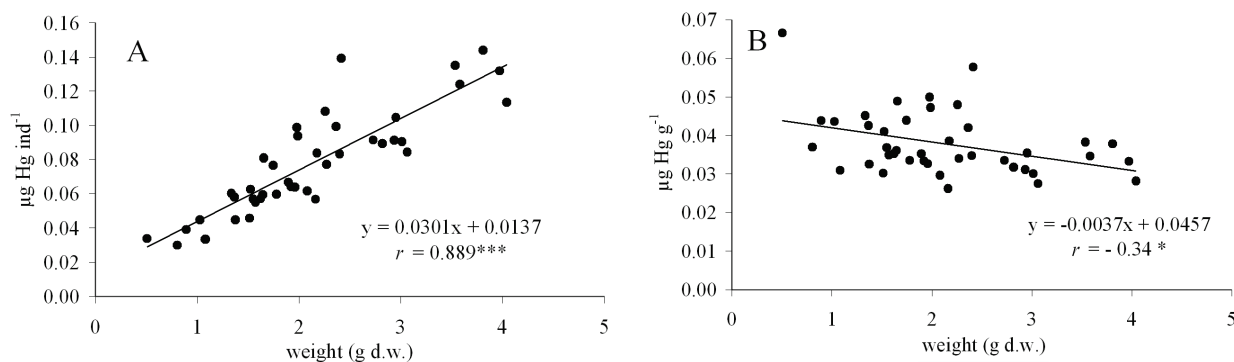 A
µg Hg ind⁻¹
0.16
0.14
0.12
0.10
0.08
0.06
0.04
0.02
0.00
y = 0.0301x + 0.0137
r = 0.889***
0 1 2 3 4 5
weight (g d.w.)
B
µg Hg g⁻¹
0.07
0.06
0.05
0.04
0.03
0.02
0.01
0.00
y = -0.0037x + 0.0457
r = - 0.34 *
0 1 2 3 4 5
weight (g d.w.)